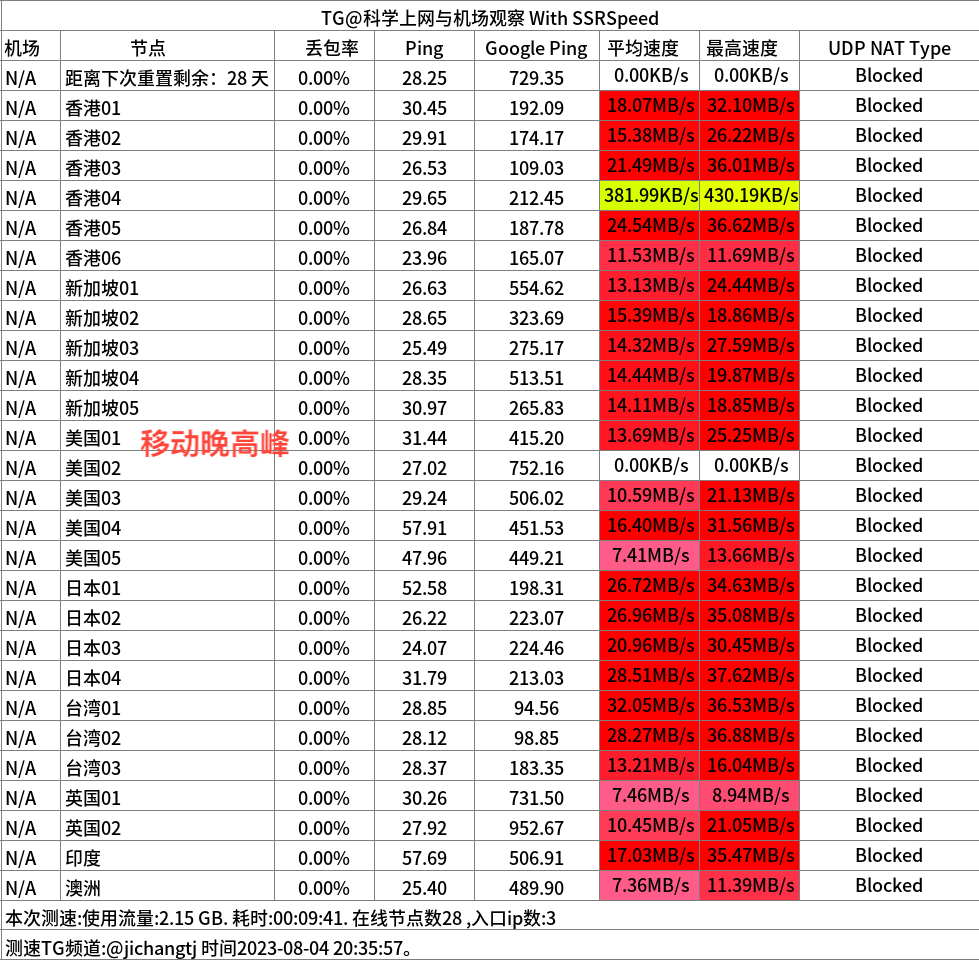 TG@科学上网与机场观察 With SSRSpeed
机场 节点 丢包率 Ping Google Ping 平均速度 最高速度 UDP NAT Type
N/A 距离下次重置剩余：28 天 0.00% 28.25 729.35 0.00KB/s 0.00KB/s Blocked
N/A 香港01 0.00% 30.45 192.09 18.07MB/s 32.10MB/s Blocked
N/A 香港02 0.00% 29.91 174.17 15.38MB/s 26.22MB/s Blocked
N/A 香港03 0.00% 26.53 109.03 21.49MB/s 36.01MB/s Blocked
N/A 香港04 0.00% 29.65 212.45 381.99KB/s 430.19KB/s Blocked
N/A 香港05 0.00% 26.84 187.78 24.54MB/s 36.62MB/s Blocked
N/A 香港06 0.00% 23.96 165.07 11.53MB/s 11.69MB/s Blocked
N/A 新加坡01 0.00% 26.63 554.62 13.13MB/s 24.44MB/s Blocked
N/A 新加坡02 0.00% 28.65 323.69 15.39MB/s 18.86MB/s Blocked
N/A 新加坡03 0.00% 25.49 275.17 14.32MB/s 27.59MB/s Blocked
N/A 新加坡04 0.00% 28.35 513.51 14.44MB/s 19.87MB/s Blocked
N/A 新加坡05 0.00% 30.97 265.83 14.11MB/s 18.85MB/s Blocked
N/A 美国01 移动晚高峰 0.00% 31.44 415.20 13.69MB/s 25.25MB/s Blocked
N/A 美国02 0.00% 27.02 752.16 0.00KB/s 0.00KB/s Blocked
N/A 美国03 0.00% 29.24 506.02 10.59MB/s 21.13MB/s Blocked
N/A 美国04 0.00% 57.91 451.53 16.40MB/s 31.56MB/s Blocked
N/A 美国05 0.00% 47.96 449.21 7.41MB/s 13.66MB/s Blocked
N/A 日本01 0.00% 52.58 198.31 26.72MB/s 34.63MB/s Blocked
N/A 日本02 0.00% 26.22 223.07 26.96MB/s 35.08MB/s Blocked
N/A 日本03 0.00% 24.07 224.46 20.96MB/s 30.45MB/s Blocked
N/A 日本04 0.00% 31.79 213.03 28.51MB/s 37.62MB/s Blocked
N/A 台湾01 0.00% 28.85 94.56 32.05MB/s 36.53MB/s Blocked
N/A 台湾02 0.00% 28.12 98.85 28.27MB/s 36.88MB/s Blocked
N/A 台湾03 0.00% 28.37 183.35 13.21MB/s 16.04MB/s Blocked
N/A 英国01 0.00% 30.26 731.50 7.46MB/s 8.94MB/s Blocked
N/A 英国02 0.00% 27.92 952.67 10.45MB/s 21.05MB/s Blocked
N/A 印度 0.00% 57.69 506.91 17.03MB/s 35.47MB/s Blocked
N/A 澳洲 0.00% 25.40 489.90 7.36MB/s 11.39MB/s Blocked
本次测速:使用流量:2.15 GB. 耗时:00:09:41. 在线节点数28 ,入口ip数:3
测速TG频道:@jichangtj 时间2023-08-04 20:35:57。